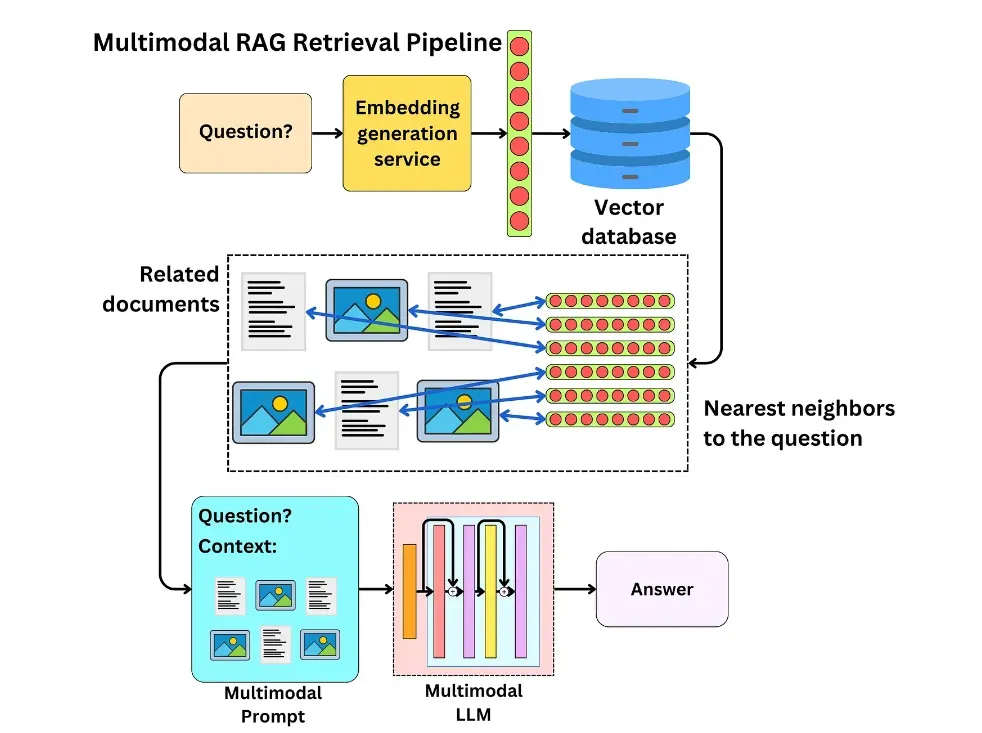 Multimodal RAG Retrieval Pipeline
Question?
Embedding
generation
service
Vector
database
Related
documents
Nearest neighbors
to the question
Question?
Context:
Multimodal
Prompt
Multimodal
LLM
Answer